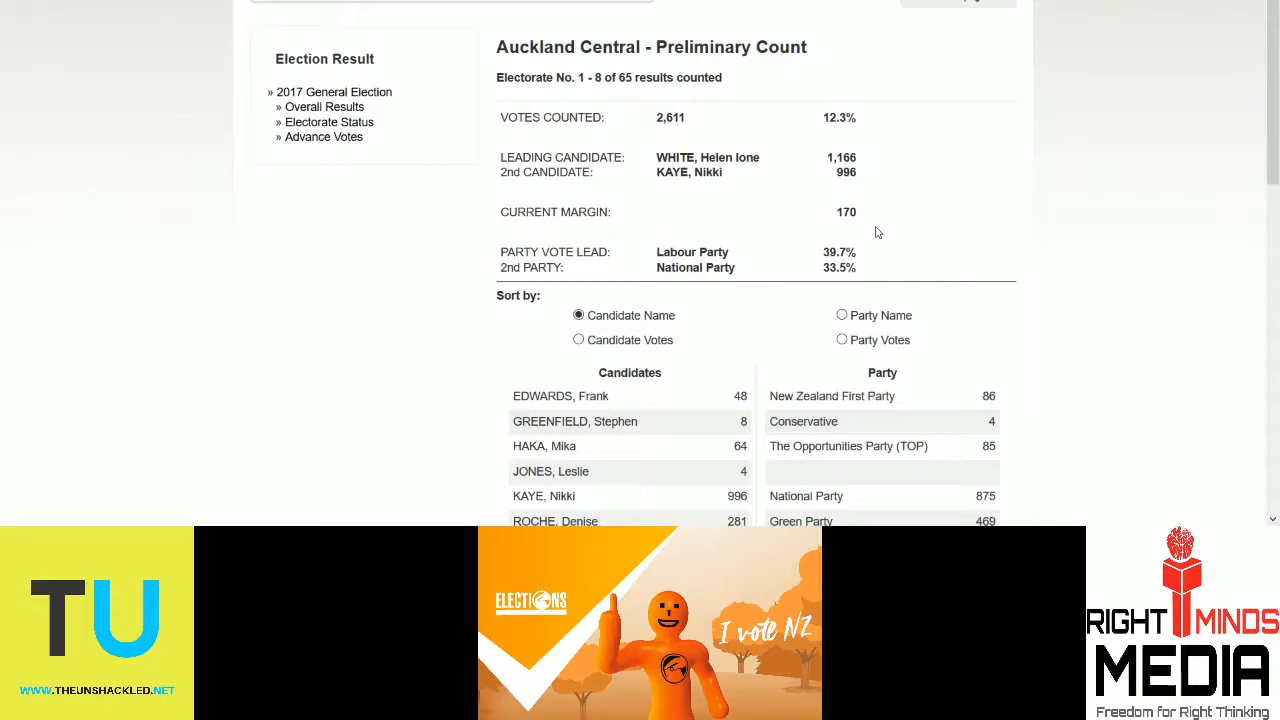 Election Result
» 2017 General Election
» Overall Results
» Electorate Status
» Advance Votes
Auckland Central - Preliminary Count
Electorate No. 1 - 8 of 65 results counted
VOTES COUNTED: 2,611 12.3%
LEADING CANDIDATE: WHITE, Helen Ione 1,166
2nd CANDIDATE: KAYE, Nikki 996
CURRENT MARGIN: 170
PARTY VOTE LEAD: Labour Party 39.7%
2nd PARTY: National Party 33.5%
Sort by:
Candidate Name Party Name
Candidate Votes Party Votes
Candidates Party
EDWARDS, Frank 48 New Zealand First Party 86
GREENFIELD, Stephen 8 Conservative 4
HAKA, Mika 64 The Opportunities Party (TOP) 85
JONES, Leslie 4
KAYE, Nikki 996 National Party 875
ROCHE, Denise 281 Green Party 469
TU
WWW.THEUNSHACKLED.NET
ELECTIONS
I vote NZ
RIGHT MINDS
MEDIA
Freedom for Right Thinking